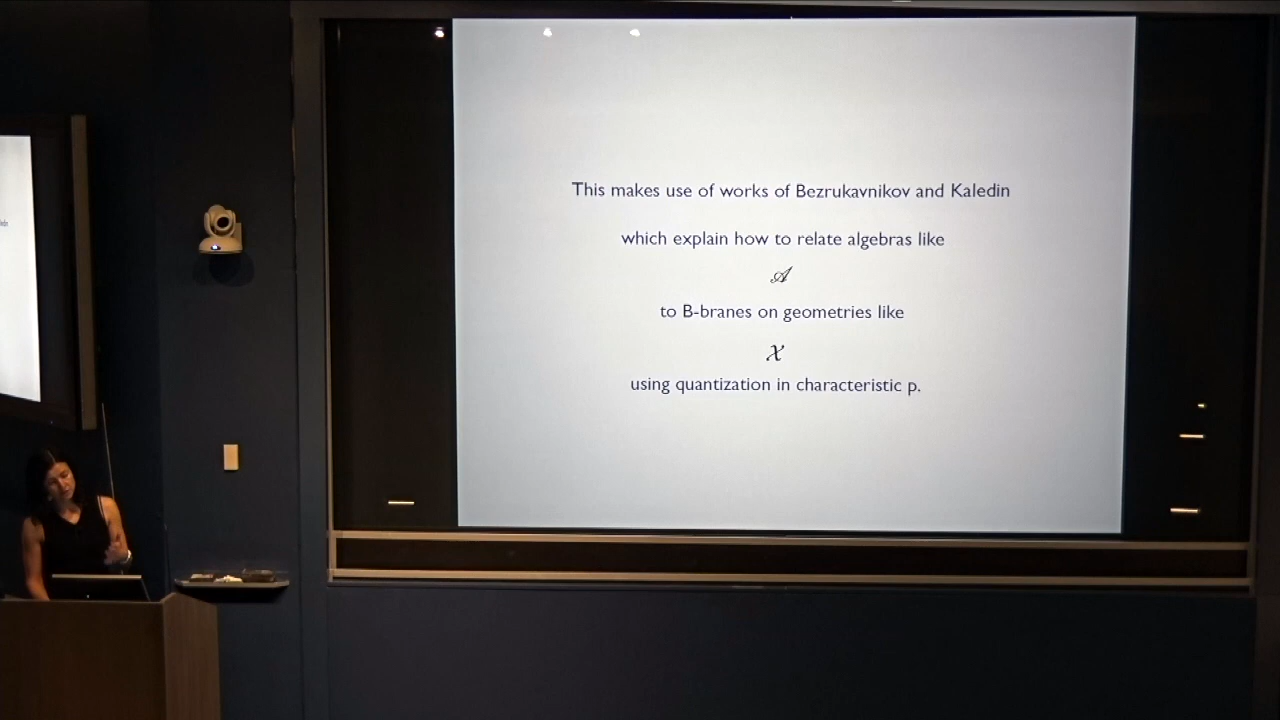 This makes use of works of Bezrukavnikov and Kaledin
which explain how to relate algebras like
𝒜
to B-branes on geometries like
𝒳
using quantization in characteristic p.